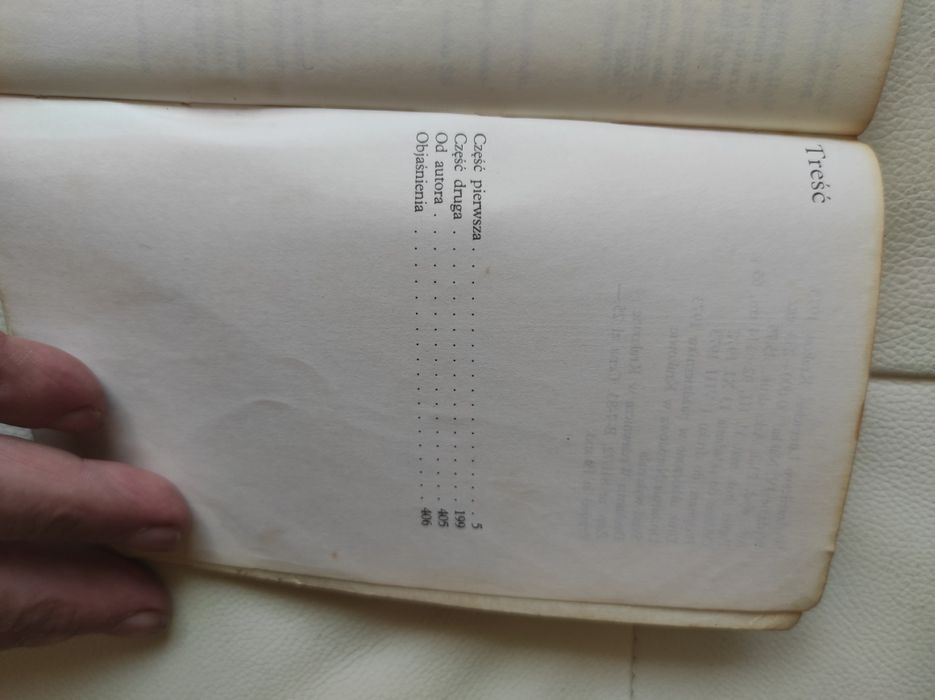 Treść
Część pierwsza . . . . . . . . . . . . . . . . . . 5
Część druga . . . . . . . . . . . . . . . . . . 199
Od autora . . . . . . . . . . . . . . . . . . . 405
Objaśnienia . . . . . . . . . . . . . . . . . . 406